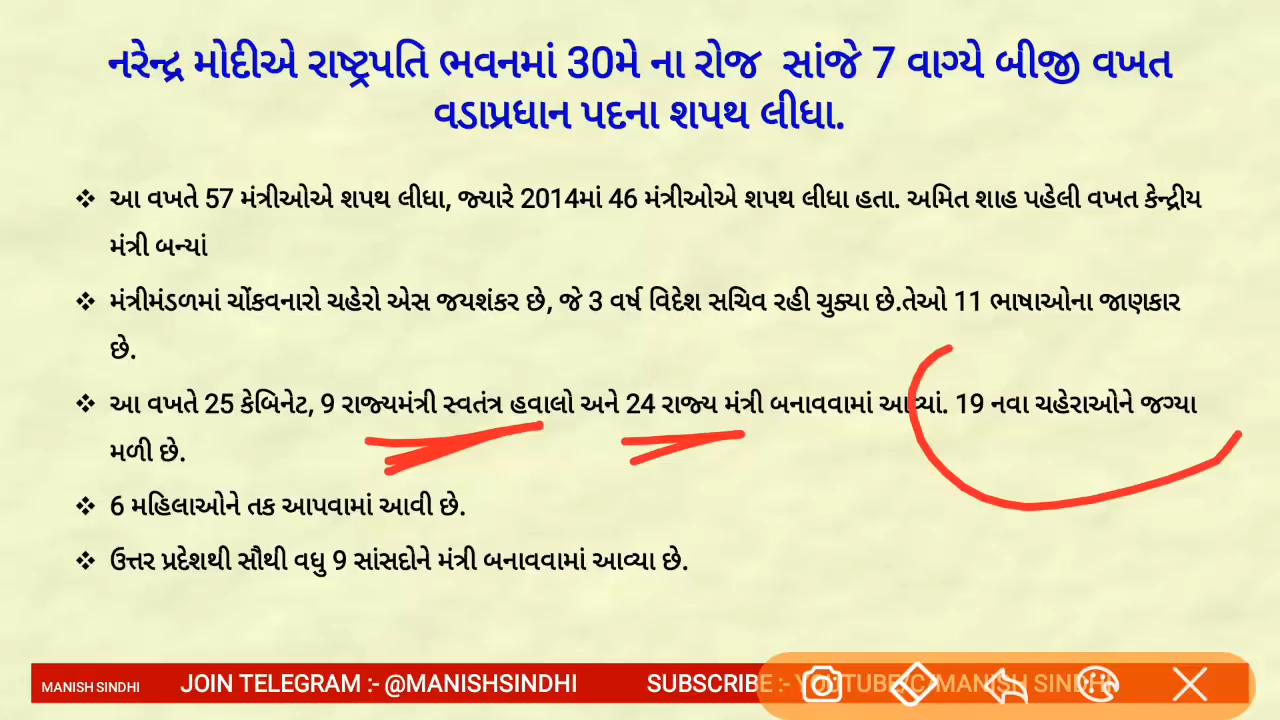 નરેન્દ્ર મોદીએ રાષ્ટ્રપતિ ભવનમાં 30મે ના રોજ સાંજે 7 વાગ્યે બીજી વખત
વડાપ્રધાન પદના શપથ લીધા.
❖ આ વખતે 57 મંત્રીઓએ શપથ લીધા, જ્યારે 2014માં 46 મંત્રીઓએ શપથ લીધા હતા. અમિત શાહ પહેલી વખત કેન્દ્રીય
મંત્રી બન્યાં
❖ મંત્રીમંડળમાં ચોંકવનારો ચહેરો એસ જયશંકર છે, જે 3 વર્ષ વિદેશ સચિવ રહી ચુક્યા છે.તેઓ 11 ભાષાઓના જાણકાર
છે.
❖ આ વખતે 25 કેબિનેટ, 9 રાજ્યમંત્રી સ્વતંત્ર હવાલો અને 24 રાજ્ય મંત્રી બનાવવામાં આવ્યાં. 19 નવા ચહેરાઓને જગ્યા
મળી છે.
❖ 6 મહિલાઓને તક આપવામાં આવી છે.
❖ ઉત્તર પ્રદેશથી સૌથી વધુ 9 સાંસદોને મંત્રી બનાવવામાં આવ્યા છે.
MANISH SINDHI JOIN TELEGRAM :- @MANISHSINDHI SUBSCRIBE :- YOUTUBE/C/MANISH SINDHI